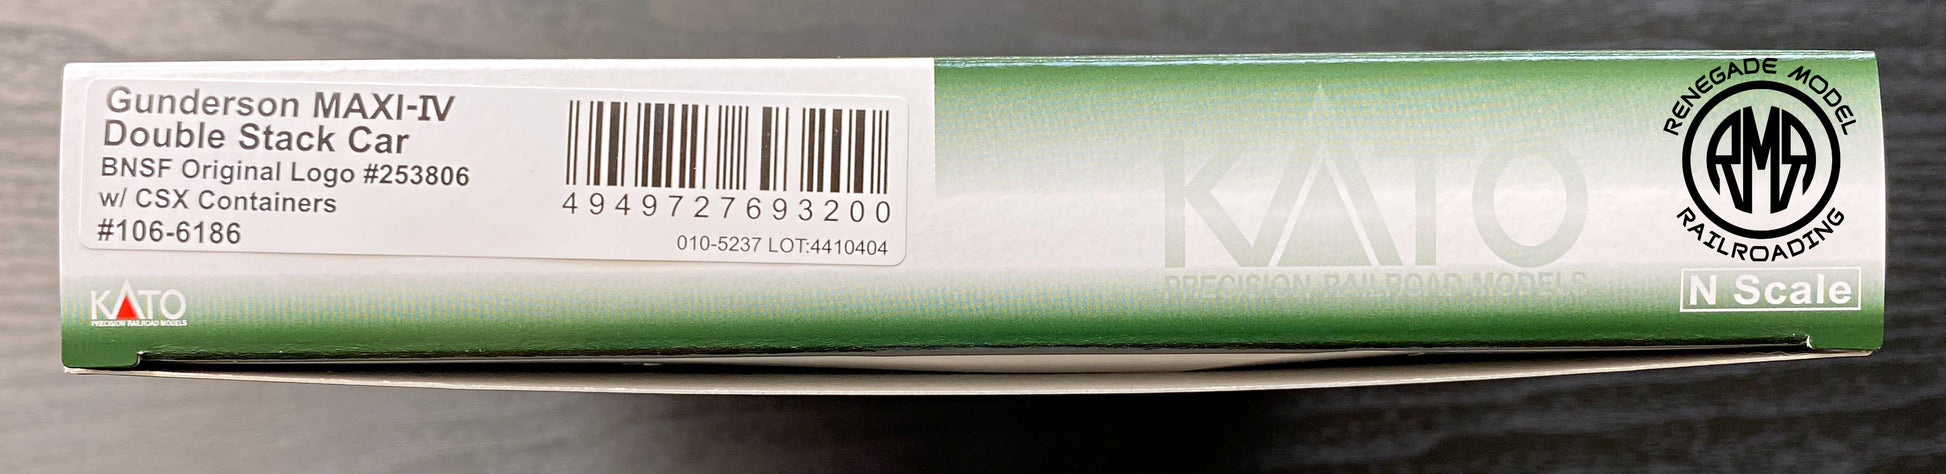 Gunderson MAXI-IV
Double Stack Car
BNSF Original Logo #253806
w/ CSX Containers
#106-6186
4949727693200
010-5237 LOT:4410404
KATO
PRECISION RAILROAD MODELS
KATO
PRECISION RAILROAD MODELS
RENEGADE MODEL
RMR
RAILROADING
N Scale